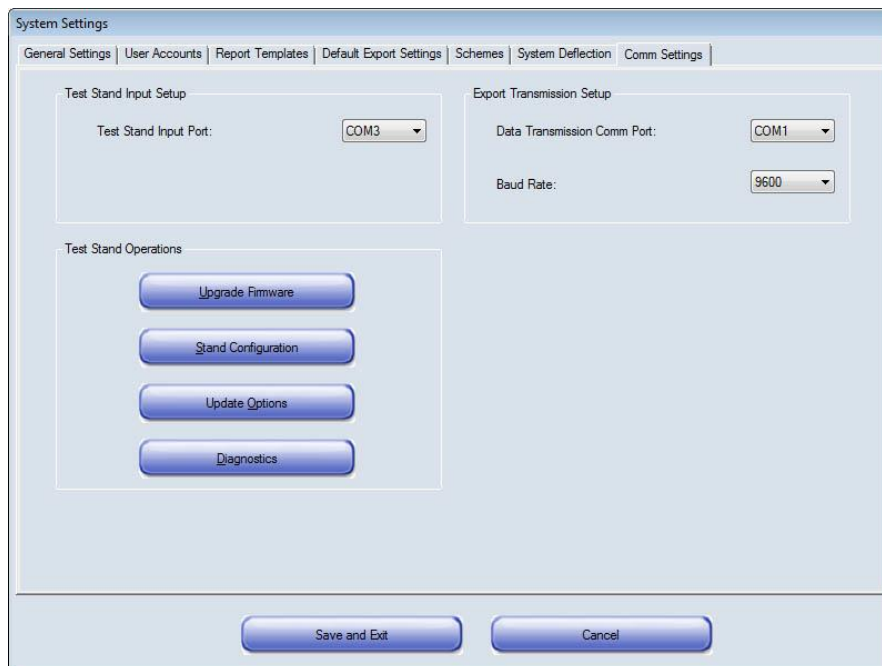 System Settings
General Settings User Accounts Report Templates Default Export Settings Schemes System Deflection Comm Settings
Test Stand Input Setup
Test Stand Input Port: COM3
Export Transmission Setup
Data Transmission Comm Port: COM1
Baud Rate: 9600
Test Stand Operations
Upgrade Firmware
Stand Configuration
Update Options
Diagnostics
Save and Exit Cancel